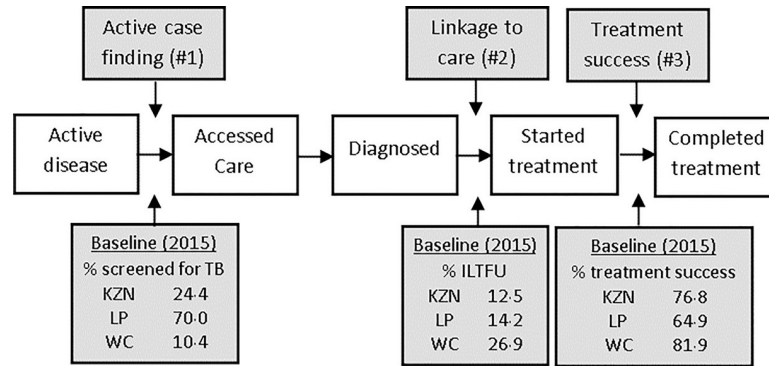 Active case
finding (#1)
Linkage to
care (#2)
Treatment
success (#3)
Active
disease
Accessed
Care
Diagnosed
Started
treatment
Completed
treatment
Baseline (2015)
% screened for TB
KZN 24·4
LP 70·0
WC 10·4
Baseline (2015)
% ILTFU
KZN 12·5
LP 14·2
WC 26·9
Baseline (2015)
% treatment success
KZN 76·8
LP 64·9
WC 81·9